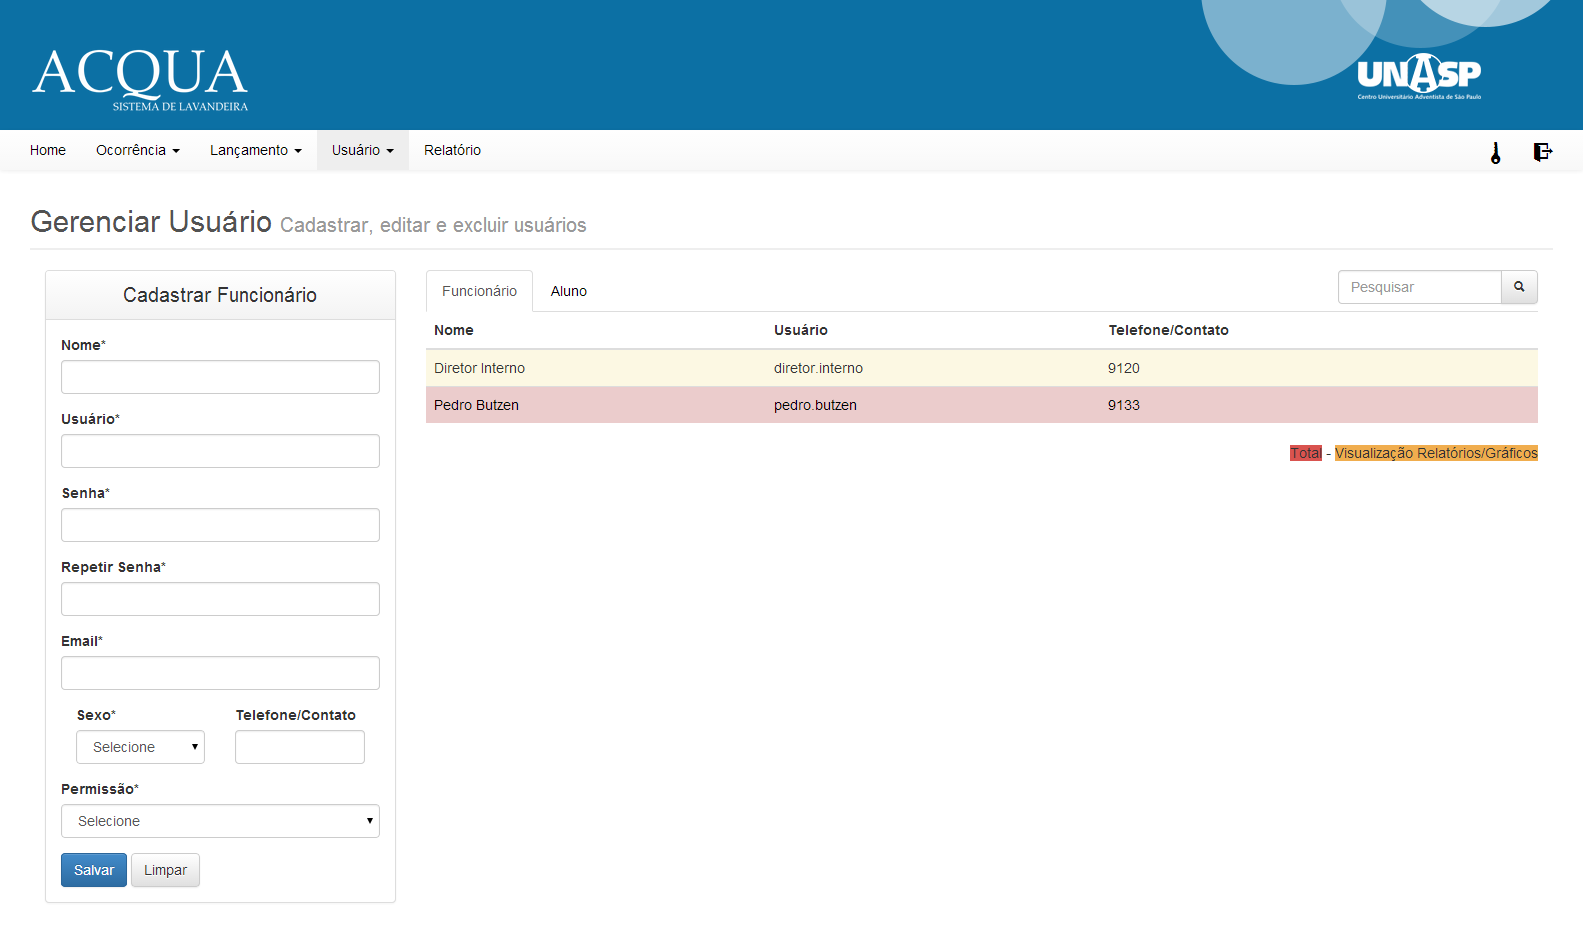 ACQUA
SISTEMA DE LAVANDEIRA
UNASP
Centro Universitário Adventista de São Paulo
Home Ocorrência Lançamento Usuário Relatório
Gerenciar Usuário Cadastrar, editar e excluir usuários
Cadastrar Funcionário
Nome*
Usuário*
Senha*
Repetir Senha*
Email*
Sexo* Telefone/Contato
Selecione
Permissão*
Selecione
Salvar Limpar
Funcionário Aluno Pesquisar
Nome Usuário Telefone/Contato
Diretor Interno diretor.interno 9120
Pedro Butzen pedro.butzen 9133
Total - Visualização Relatórios/Gráficos